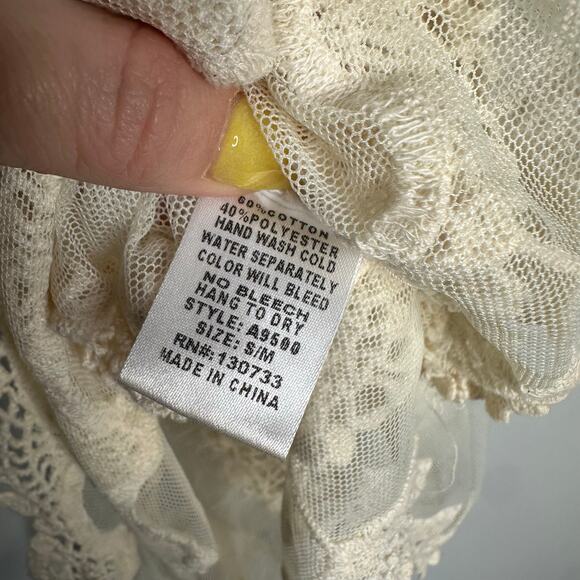 60%COTTON
40%POLYESTER
HAND WASH COLD
WATER SEPARATELY
COLOR WILL BLEED
NO BLEECH
HANG TO DRY
STYLE: A9500
SIZE: S/M
RN#: 130733
MADE IN CHINA